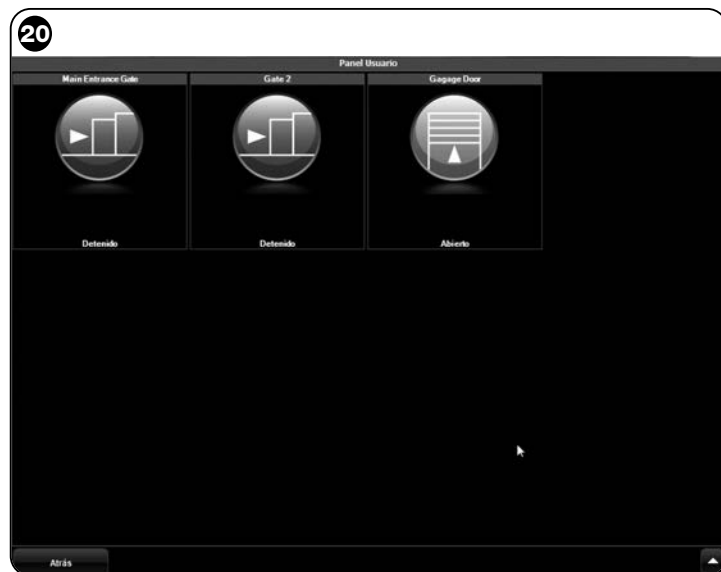 20
Panel Usuario
Main Entrance Gate
Gate 2
Gagage Door
Detenido
Detenido
Abierto
Atrás